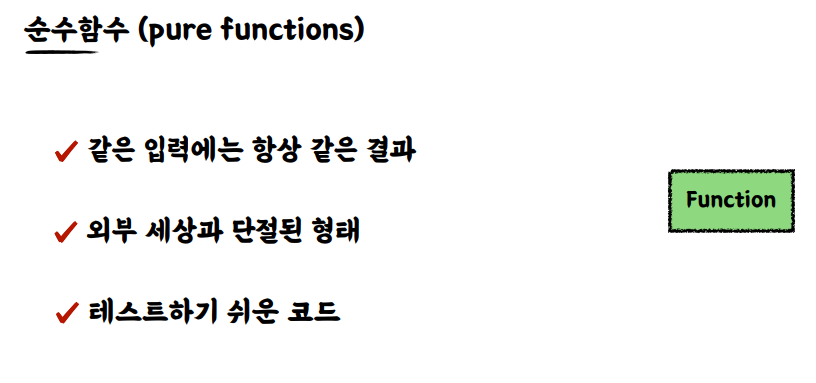 순수함수 (pure functions)
같은 입력에는 항상 같은 결과
Function
외부 세상과 단절된 형태
테스트하기 쉬운 코드